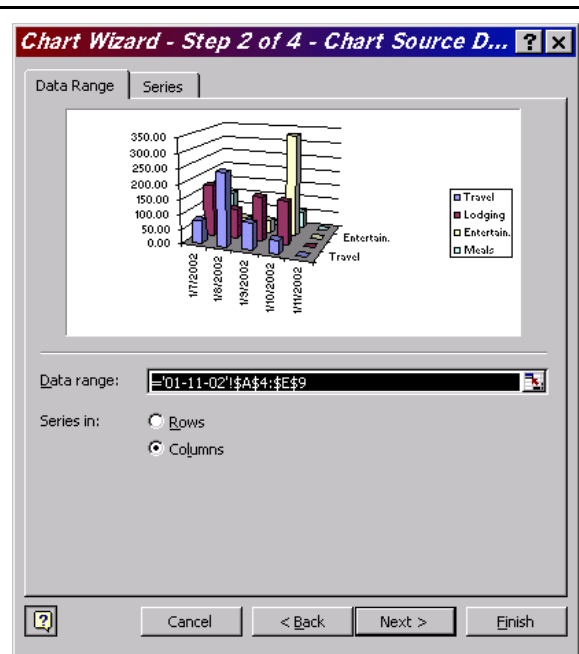 Chart Wizard - Step 2 of 4 - Chart Source D... ? ×
Data Range Series
350.00
300.00
250.00
200.00
150.00
100.00
50.00
0.00
Entertain.
Travel
1/7/2002
1/8/2002
1/9/2002
1/10/2002
1/11/2002
Travel
Lodging
Entertain.
Meals
Data range: ='01-11-02'!$A$4:$E$9
Series in: Rows
Columns
? Cancel < Back Next > Finish